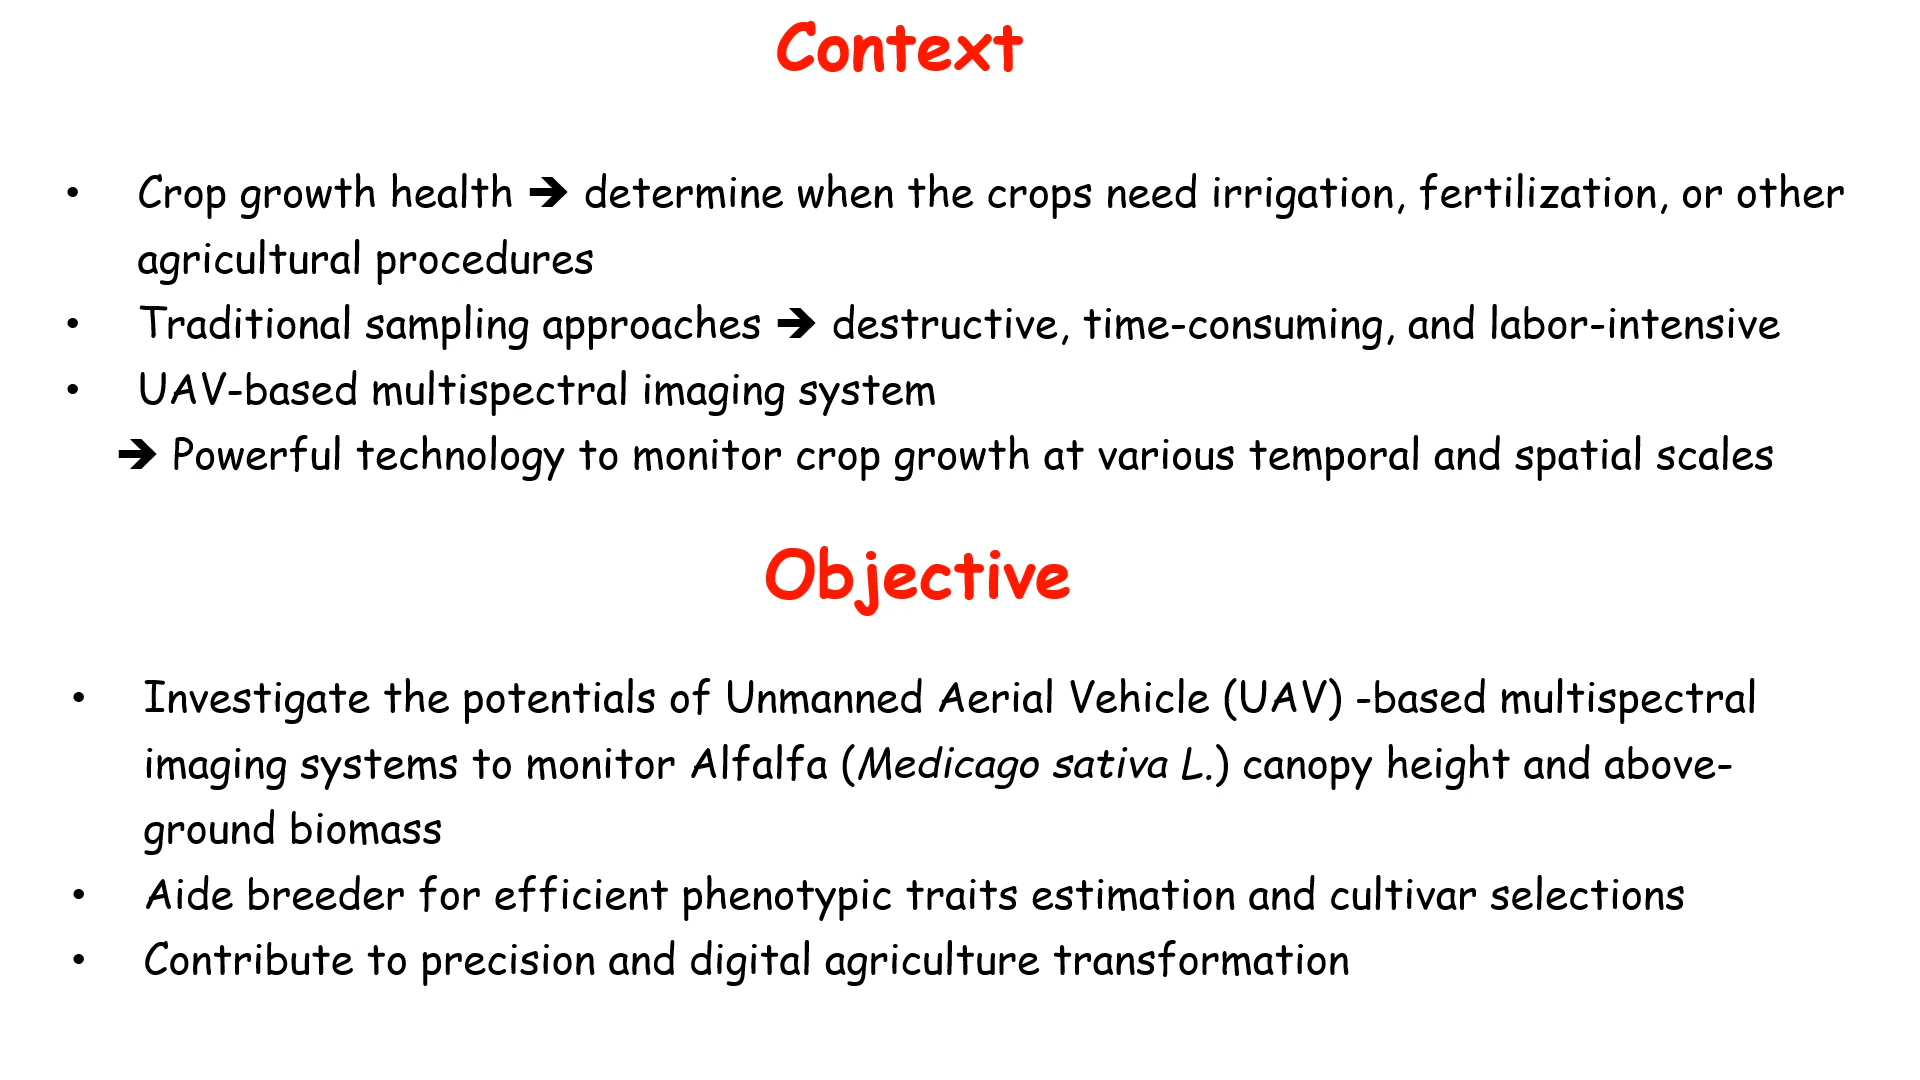 Context
• Crop growth health ➔ determine when the crops need irrigation, fertilization, or other
agricultural procedures
• Traditional sampling approaches ➔ destructive, time-consuming, and labor-intensive
• UAV-based multispectral imaging system
➔ Powerful technology to monitor crop growth at various temporal and spatial scales
Objective
• Investigate the potentials of Unmanned Aerial Vehicle (UAV) -based multispectral
imaging systems to monitor Alfalfa (Medicago sativa L.) canopy height and above-
ground biomass
• Aide breeder for efficient phenotypic traits estimation and cultivar selections
• Contribute to precision and digital agriculture transformation